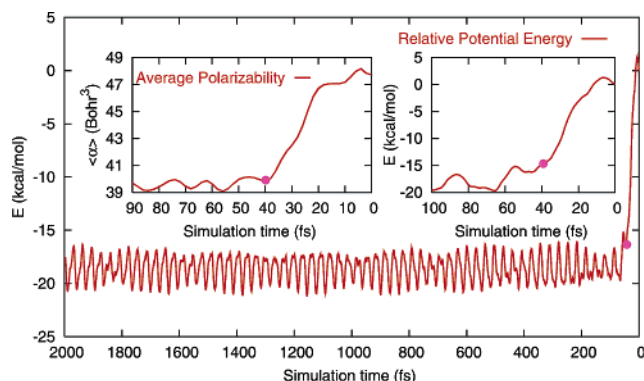 5
0
-5
-10
-15
-20
-25
E (kcal/mol)
2000 1800 1600 1400 1200 1000 800 600 400 200 0
Simulation time (fs)
Average Polarizability
49
47
45
43
41
39
<α> (Bohr³)
90 80 70 60 50 40 30 20 10 0
Simulation time (fs)
Relative Potential Energy
5
0
-5
-10
-15
-20
E (kcal/mol)
100 80 60 40 20 0
Simulation time (fs)